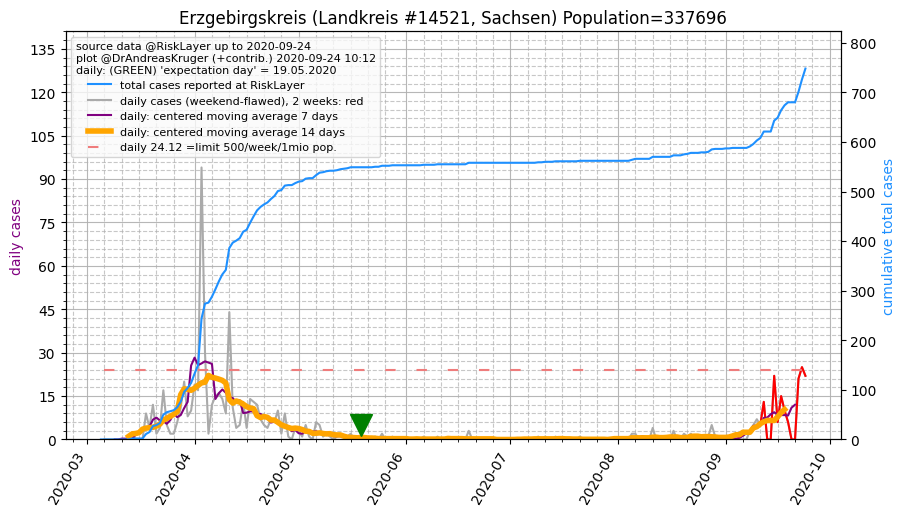 Erzgebirgskreis (Landkreis #14521, Sachsen) Population=337696
source data @RiskLayer up to 2020-09-24
plot @DrAndreasKruger (+contrib.) 2020-09-24 10:12
daily: (GREEN) 'expectation day' = 19.05.2020
total cases reported at RiskLayer
daily cases (weekend-flawed), 2 weeks: red
daily: centered moving average 7 days
daily: centered moving average 14 days
daily 24.12 =limit 500/week/1mio pop.
daily cases
135
120
105
90
75
60
45
30
15
0
800
700
600
500
400
300
200
100
0
cumulative total cases
2020-03
2020-04
2020-05
2020-06
2020-07
2020-08
2020-09
2020-10